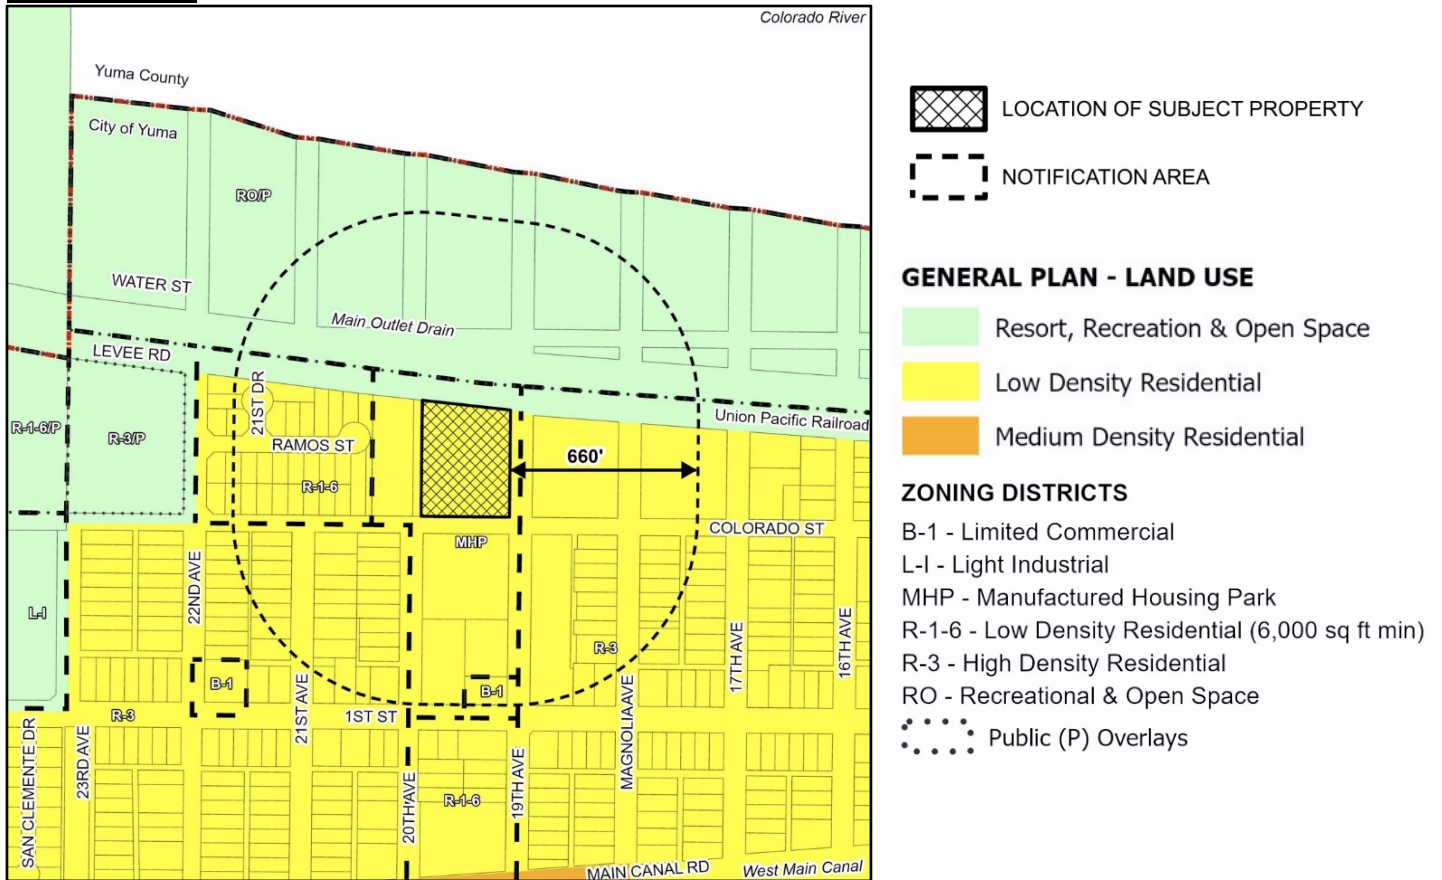 Colorado River
Yuma County
City of Yuma
RO/P
WATER ST
Main Outlet Drain
LEVEE RD
Union Pacific Railroad
21ST DR
R-1-6/P
R-3/P
RAMOS ST
660'
R-1-6
COLORADO ST
MHP
22ND AVE
L-I
R-3
17TH AVE
16TH AVE
B-1
B-1
21ST AVE
R-3
1ST ST
MAGNOLIA AVE
SAN CLEMENTE DR
23RD AVE
20TH AVE
19TH AVE
R-1-6
MAIN CANAL RD
West Main Canal
LOCATION OF SUBJECT PROPERTY
NOTIFICATION AREA
GENERAL PLAN - LAND USE
Resort, Recreation & Open Space
Low Density Residential
Medium Density Residential
ZONING DISTRICTS
B-1 - Limited Commercial
L-I - Light Industrial
MHP - Manufactured Housing Park
R-1-6 - Low Density Residential (6,000 sq ft min)
R-3 - High Density Residential
RO - Recreational & Open Space
Public (P) Overlays